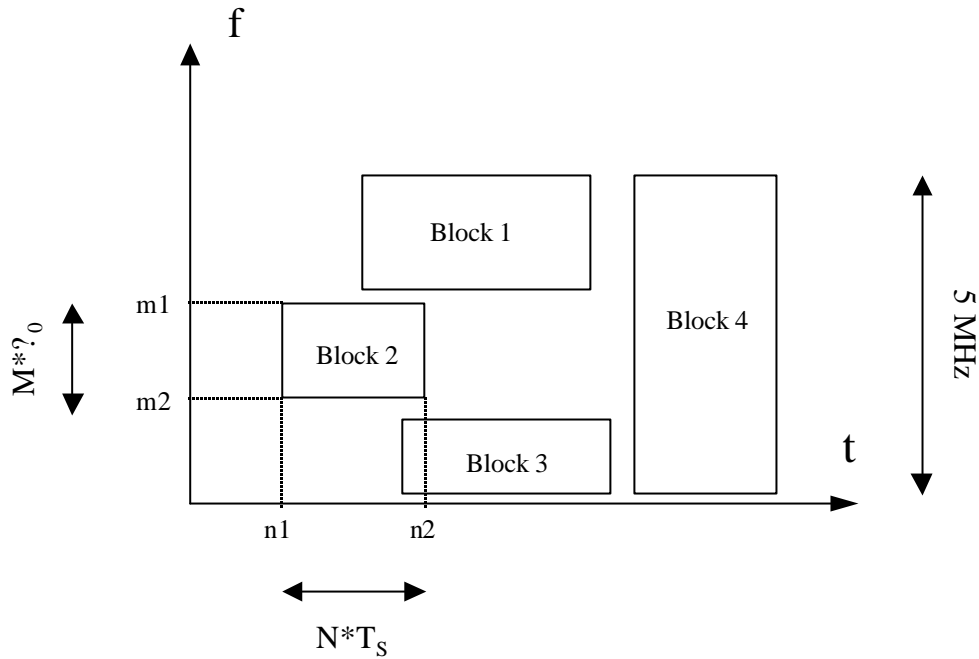 f
Block 1
m1
Block 4
5 MHz
Block 2
M*?₀
m2
Block 3
t
n1
n2
N*Tₛ